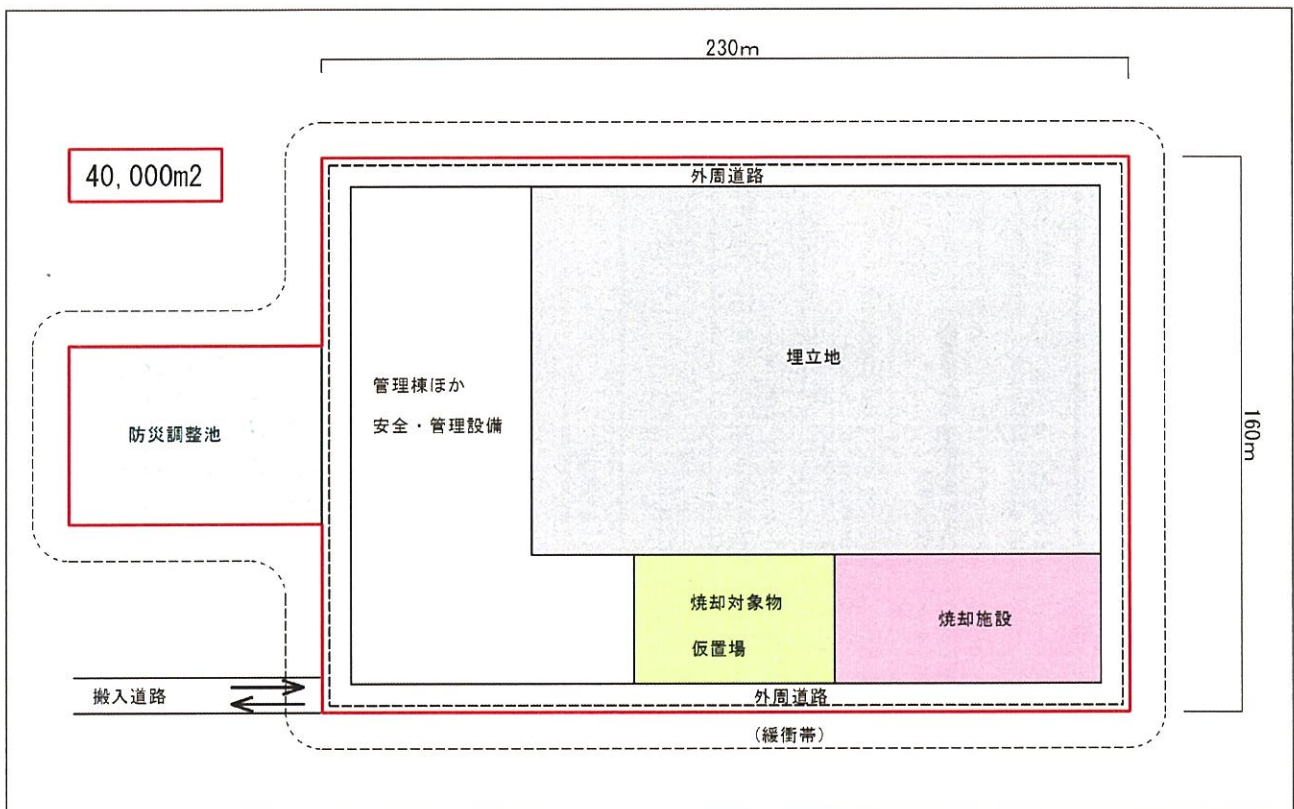 230m
40,000m2
外周道路
埋立地
管理棟ほか
安全・管理設備
防災調整池
160m
焼却対象物
仮置場
焼却施設
搬入道路
外周道路
(緩衝帯)